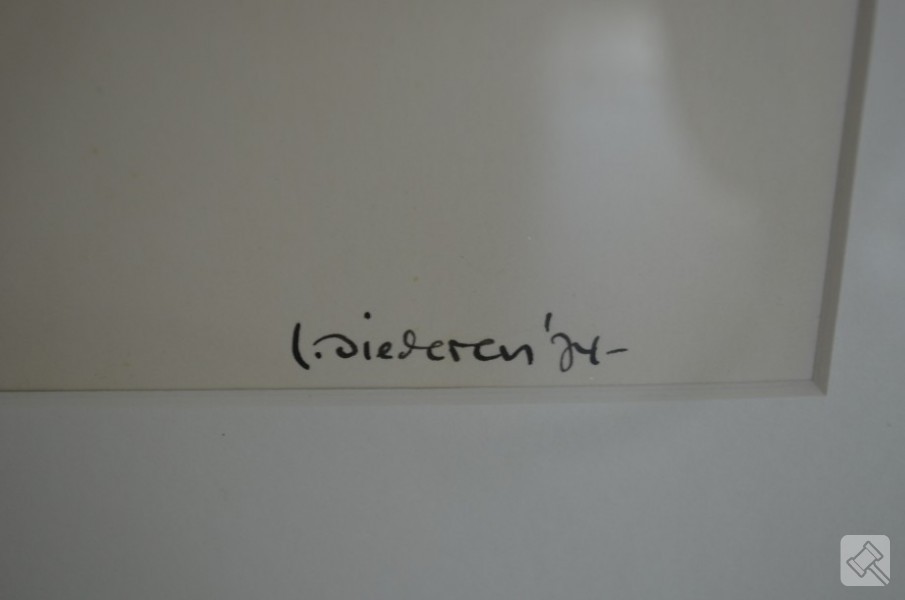 l. Diederen '74-